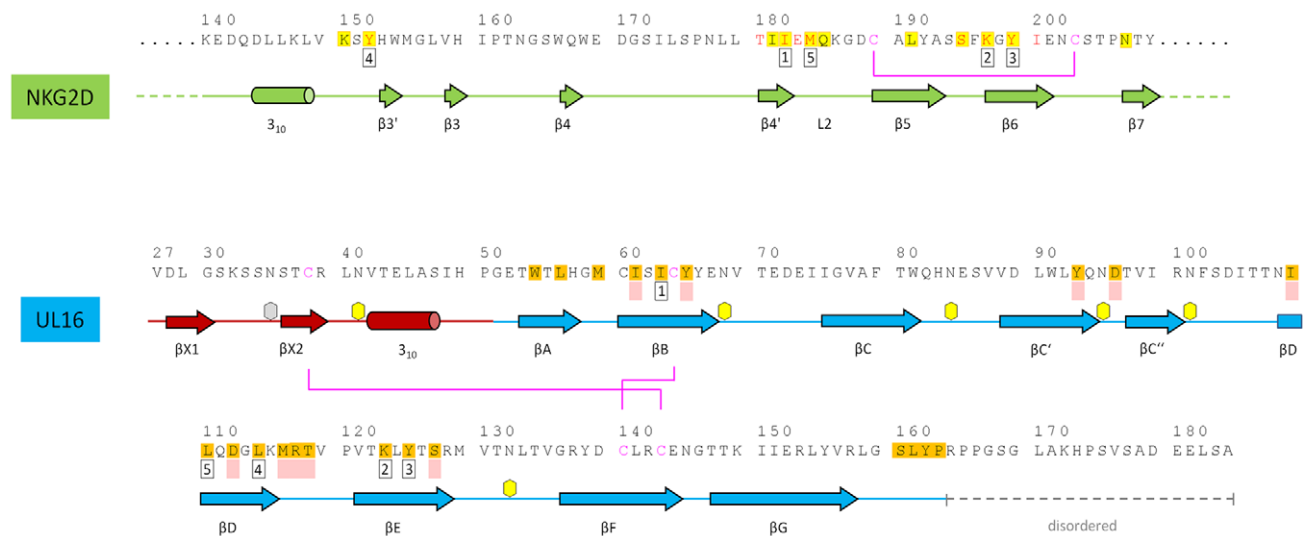 140 150 160 170 180 190 200
.....KEDQDLLKLV KSYHWMGLVH IPTNGSWQWE DGSILSPNLL TIIEMQKGDC ALYASSFKGY IENCSTPNTY......
4 1 5 2 3
NKG2D
3₁₀ β3' β3 β4 β4' L2 β5 β6 β7
27 30 40 50 60 70 80 90 100
VDL GSKSSNSTCR LNVTELASIH PGETWTLHGM CISICYYENV TEDEIIGVAF TWQHNESVVD LWLYQNDTVI RNFSDITTNI
1
UL16
βX1 βX2 3₁₀ βA βB βC βC‘ βC‘‘ βD
110 120 130 140 150 160 170 180
LQDGLKMRTV PVTKLYTSRM VTNLTVGRYD CLRCENGTTK IIERLYVRLG SLYPRPPGSG LAKHPSVSAD EELSA
5 4 2 3
βD βE βF βG disordered